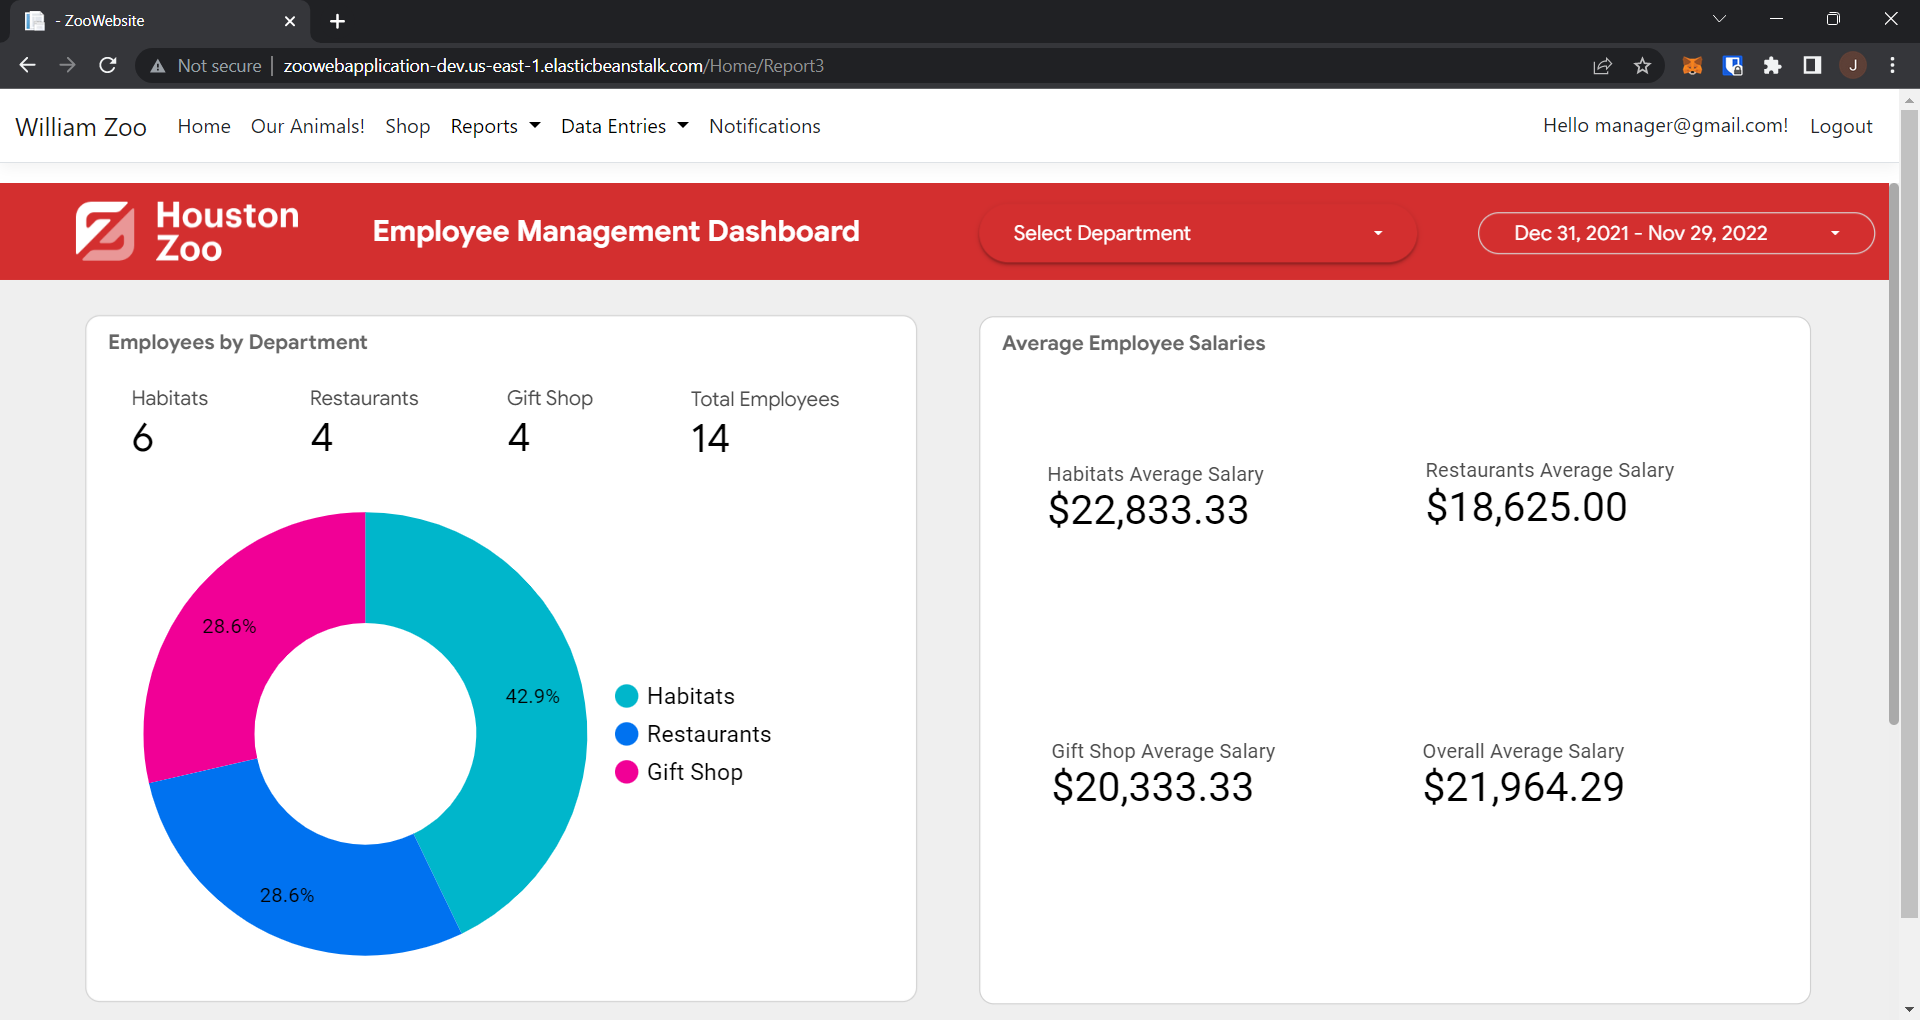 - ZooWebsite
Not secure | zoowebapplication-dev.us-east-1.elasticbeanstalk.com/Home/Report3
J
William Zoo Home Our Animals! Shop Reports Data Entries Notifications Hello manager@gmail.com! Logout
Houston
Zoo
Employee Management Dashboard
Select Department
Dec 31, 2021 - Nov 29, 2022
Employees by Department
Habitats Restaurants Gift Shop Total Employees
6 4 4 14
28.6%
42.9%
28.6%
Habitats
Restaurants
Gift Shop
Average Employee Salaries
Habitats Average Salary Restaurants Average Salary
$22,833.33 $18,625.00
Gift Shop Average Salary Overall Average Salary
$20,333.33 $21,964.29